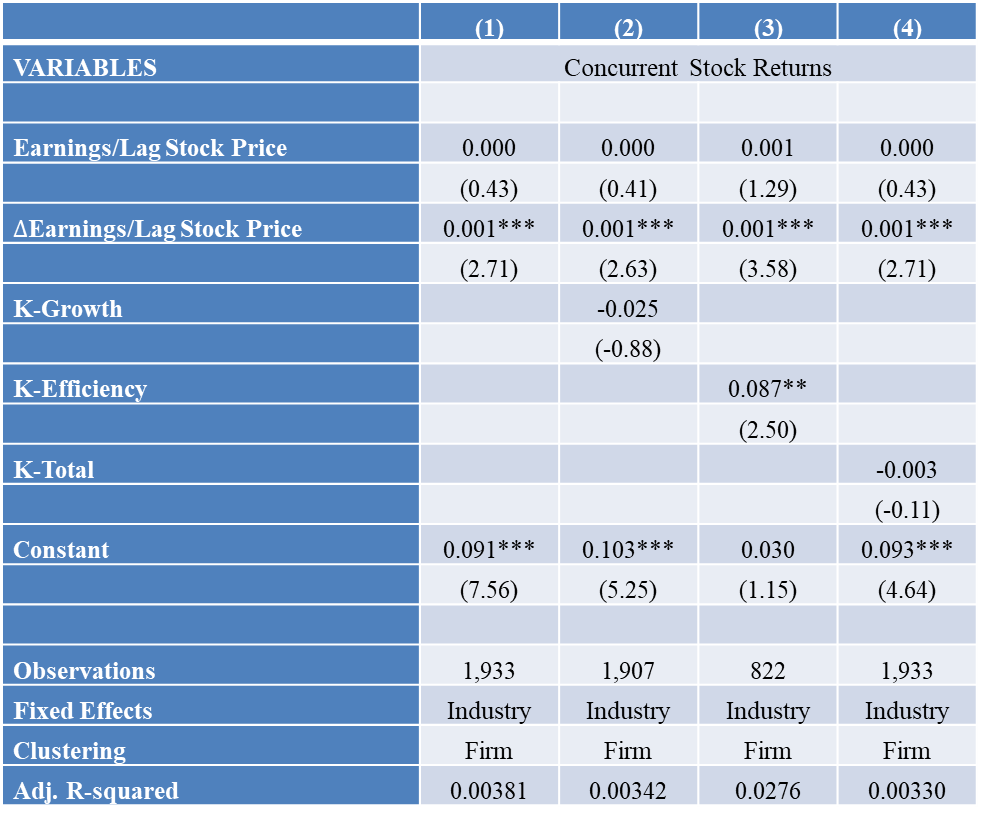 (1) (2) (3) (4)
VARIABLES Concurrent Stock Returns
Earnings/Lag Stock Price 0.000 0.000 0.001 0.000
(0.43) (0.41) (1.29) (0.43)
ΔEarnings/Lag Stock Price 0.001*** 0.001*** 0.001*** 0.001***
(2.71) (2.63) (3.58) (2.71)
K-Growth -0.025
(-0.88)
K-Efficiency 0.087**
(2.50)
K-Total -0.003
(-0.11)
Constant 0.091*** 0.103*** 0.030 0.093***
(7.56) (5.25) (1.15) (4.64)
Observations 1,933 1,907 822 1,933
Fixed Effects Industry Industry Industry Industry
Clustering Firm Firm Firm Firm
Adj. R-squared 0.00381 0.00342 0.0276 0.00330